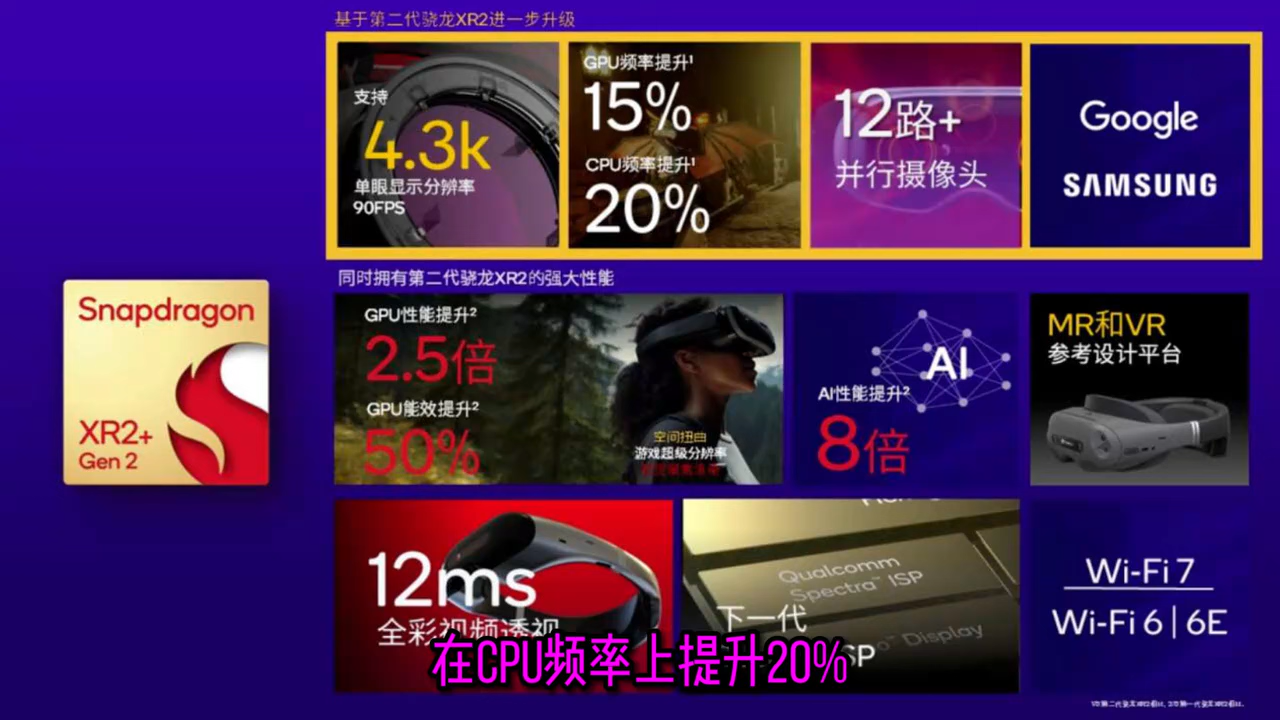 基于第二代骁龙XR2进一步升级
支持
4.3k
单眼显示分辨率
90FPS
GPU频率提升¹
15%
CPU频率提升¹
20%
12路+
并行摄像头
Google
SAMSUNG
同时拥有第二代骁龙XR2的强大性能
Snapdragon
XR2+
Gen 2
GPU性能提升²
2.5倍
GPU能效提升²
50%
空间扭曲
游戏超级分辨率
AI
AI性能提升²
8倍
MR和VR
参考设计平台
12ms
全彩视频透视
Qualcomm
Spectra™ ISP
Display
下一代
SP
Wi-Fi 7
Wi-Fi 6 | 6E
在CPU频率上提升20%